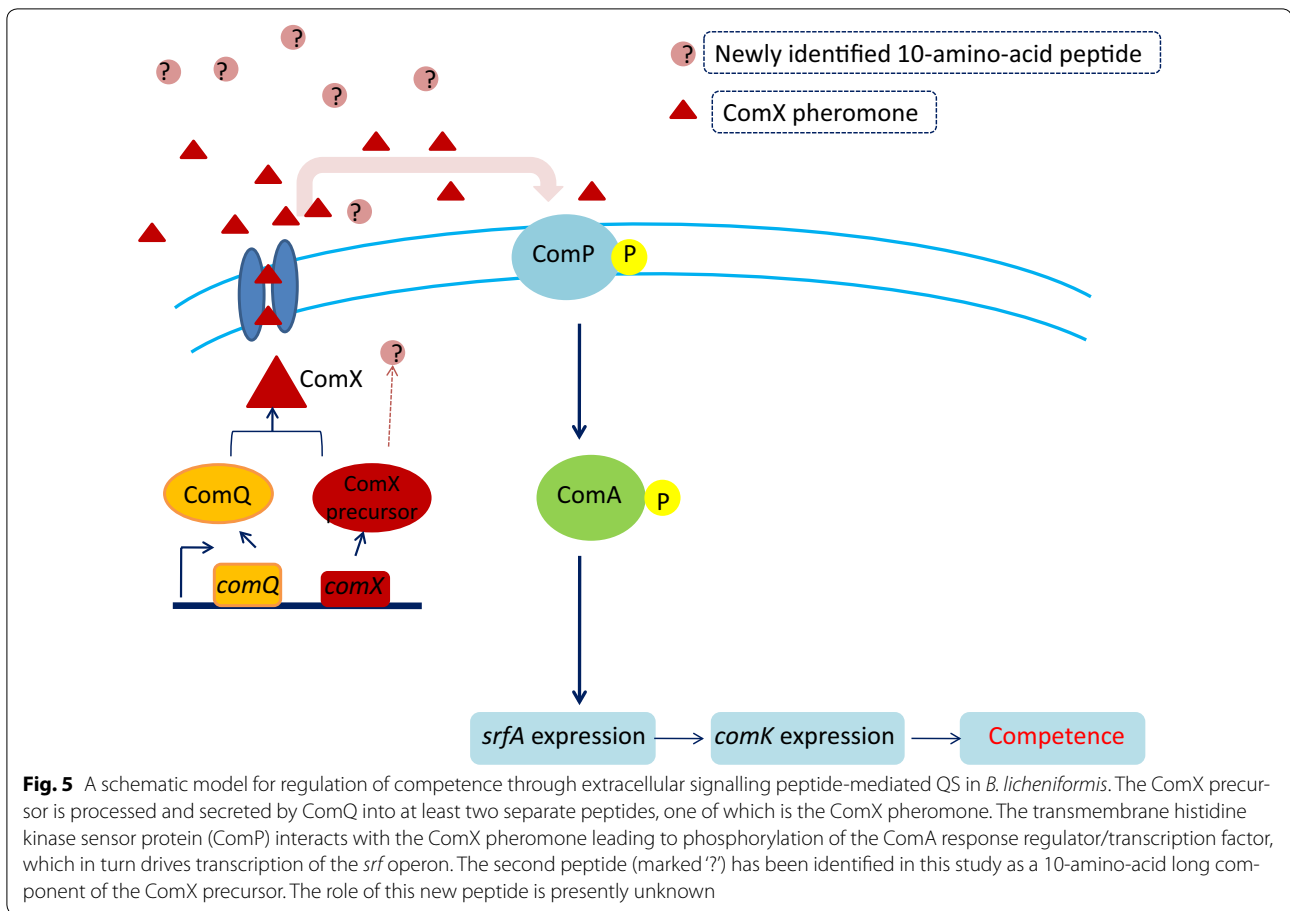 ?
?
?
?
?
? Newly identified 10-amino-acid peptide
ComX pheromone
?
ComP
P
?
ComX
ComQ
ComX
precursor
ComA
P
comQ
comX
srfA expression
comK expression
Competence
Fig. 5 A schematic model for regulation of competence through extracellular signalling peptide-mediated QS in B. licheniformis. The ComX precur-
sor is processed and secreted by ComQ into at least two separate peptides, one of which is the ComX pheromone. The transmembrane histidine
kinase sensor protein (ComP) interacts with the ComX pheromone leading to phosphorylation of the ComA response regulator/transcription factor,
which in turn drives transcription of the srf operon. The second peptide (marked ‘?’) has been identified in this study as a 10-amino-acid long com-
ponent of the ComX precursor. The role of this new peptide is presently unknown